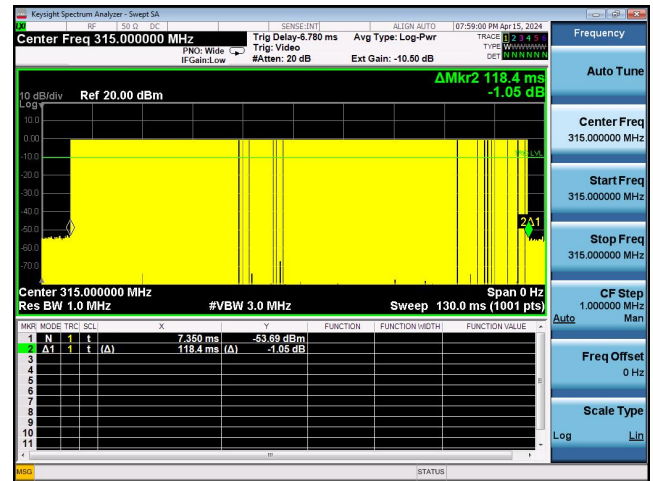 Keysight Spectrum Analyzer - Swept SA
LXI RF 50 Ω DC SENSE:INT ALIGN AUTO 07:59:00 PM Apr 15, 2024
Center Freq 315.000000 MHz
PNO: Wide
IFGain:Low
Trig Delay-6.780 ms
Trig: Video
#Atten: 20 dB
Avg Type: Log-Pwr
Ext Gain: -10.50 dB
TRACE 1 2 3 4 5 6
TYPE WWWWWW
DET N N N N N N
ΔMkr2 118.4 ms
-1.05 dB
10 dB/div
Log
Ref 20.00 dBm
10.0
0.00
-10.0
-20.0
-30.0
-40.0
-50.0
-60.0
-70.0
2Δ1
Center 315.000000 MHz
Span 0 Hz
Res BW 1.0 MHz
#VBW 3.0 MHz
Sweep 130.0 ms (1001 pts)
MKR MODE TRC SCL X Y FUNCTION FUNCTION WIDTH FUNCTION VALUE
1 N 1 t 7.350 ms -53.69 dBm
2 Δ1 1 t (Δ) 118.4 ms (Δ) -1.05 dB
3
4
5
6
7
8
9
10
11
MSG
STATUS
Frequency
Auto Tune
Center Freq
315.000000 MHz
Start Freq
315.000000 MHz
Stop Freq
315.000000 MHz
CF Step
1.000000 MHz
Auto Man
Freq Offset
0 Hz
Scale Type
Log Lin